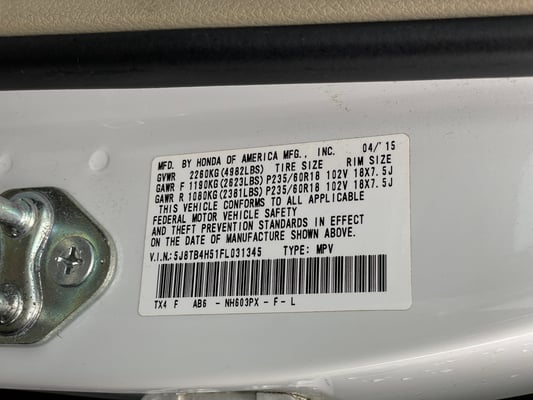 MFD. BY HONDA OF AMERICA MFG., INC. 04/'15
GVWR 2260KG(4982LBS) TIRE SIZE RIM SIZE
GAWR F 1190KG(2623LBS) P235/60R18 102V 18X7.5J
GAWR R 1080KG(2381LBS) P235/60R18 102V 18X7.5J
THIS VEHICLE CONFORMS TO ALL APPLICABLE
FEDERAL MOTOR VEHICLE SAFETY
AND THEFT PREVENTION STANDARDS IN EFFECT
ON THE DATE OF MANUFACTURE SHOWN ABOVE.
V.I.N.:5J8TB4H51FL031345 TYPE: MPV
TX4 F AB6 - NH603PX - F - L